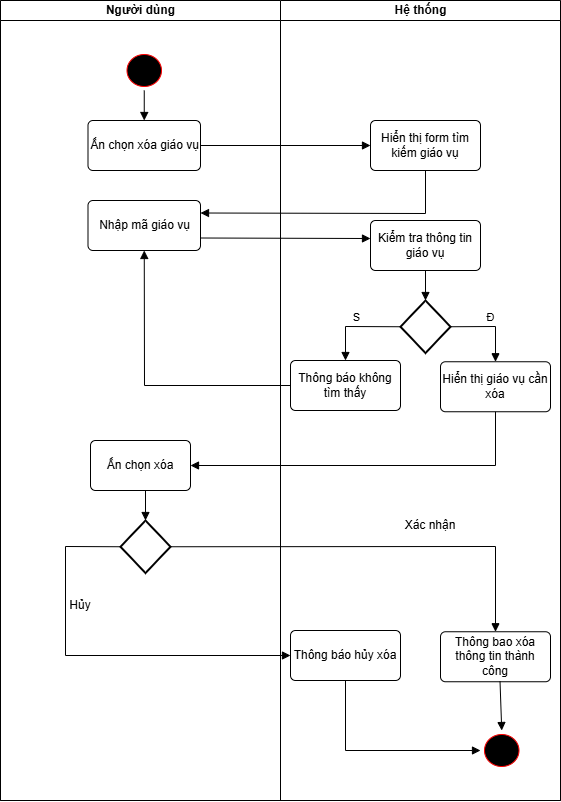 Người dùng
Hệ thống
Ấn chọn xóa giáo vụ
Hiển thị form tìm
kiếm giáo vụ
Nhập mã giáo vụ
Kiểm tra thông tin
giáo vụ
S
Đ
Thông báo không
tìm thấy
Hiển thị giáo vụ cần
xóa
Ấn chọn xóa
Xác nhận
Hủy
Thông báo hủy xóa
Thông bao xóa
thông tin thành
công